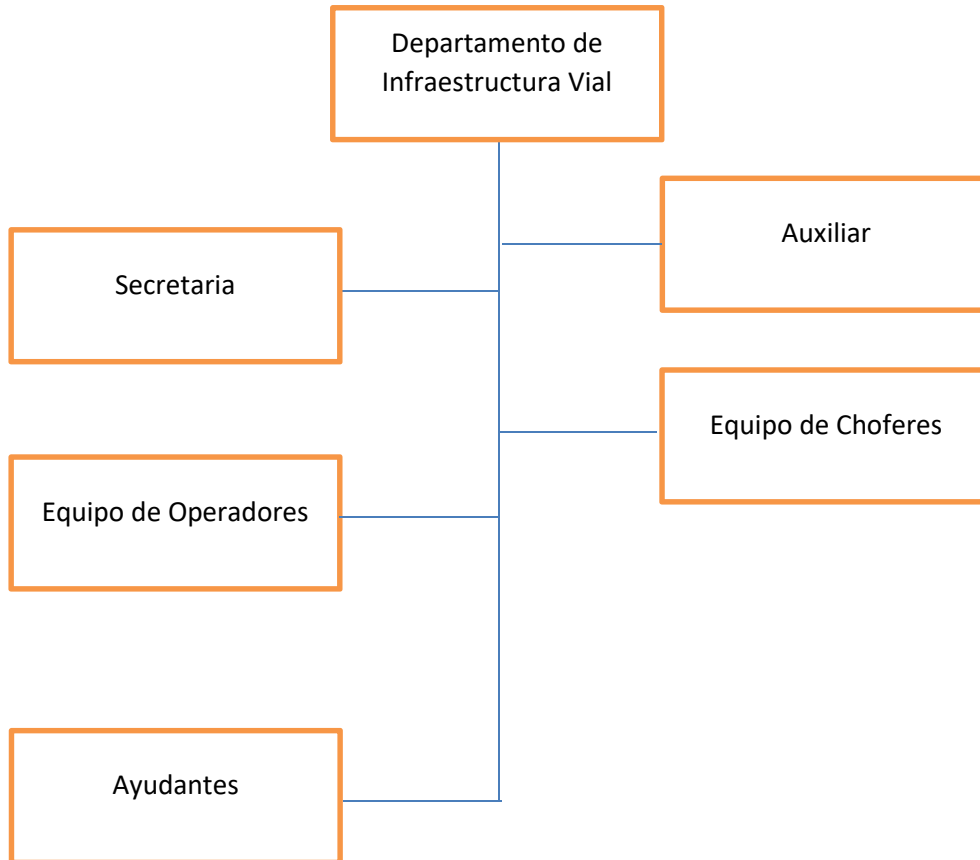 Departamento de
Infraestructura Vial
Auxiliar
Secretaria
Equipo de Choferes
Equipo de Operadores
Ayudantes